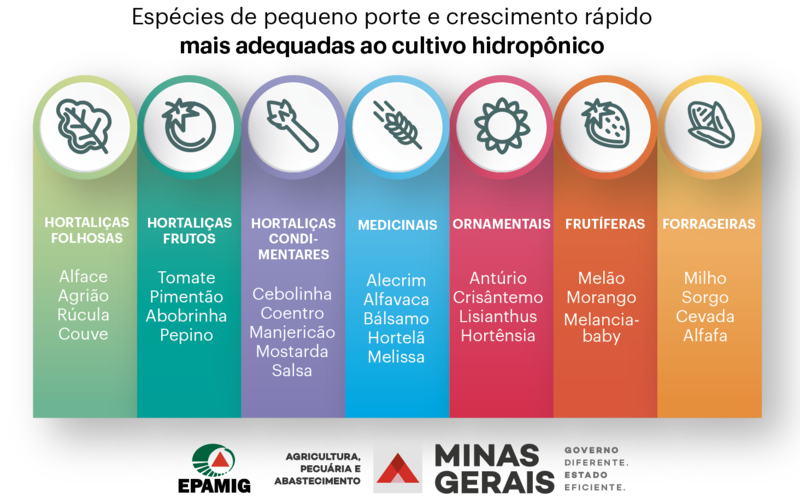 Espécies de pequeno porte e crescimento rápido
mais adequadas ao cultivo hidropônico
HORTALIÇAS
FOLHOSAS
Alface
Agrião
Rúcula
Couve
HORTALIÇAS
FRUTOS
Tomate
Pimentão
Abobrinha
Pepino
HORTALIÇAS
CONDI-
MENTARES
Cebolinha
Coentro
Manjericão
Mostarda
Salsa
MEDICINAIS
Alecrim
Alfavaca
Bálsamo
Hortelã
Melissa
ORNAMENTAIS
Antúrio
Crisântemo
Lisianthus
Hortênsia
FRUTÍFERAS
Melão
Morango
Melancia-
baby
FORRAGEIRAS
Milho
Sorgo
Cevada
Alfafa
EPAMIG
AGRICULTURA,
PECUÁRIA E
ABASTECIMENTO
MINAS
GERAIS
GOVERNO
DIFERENTE.
ESTADO
EFICIENTE.